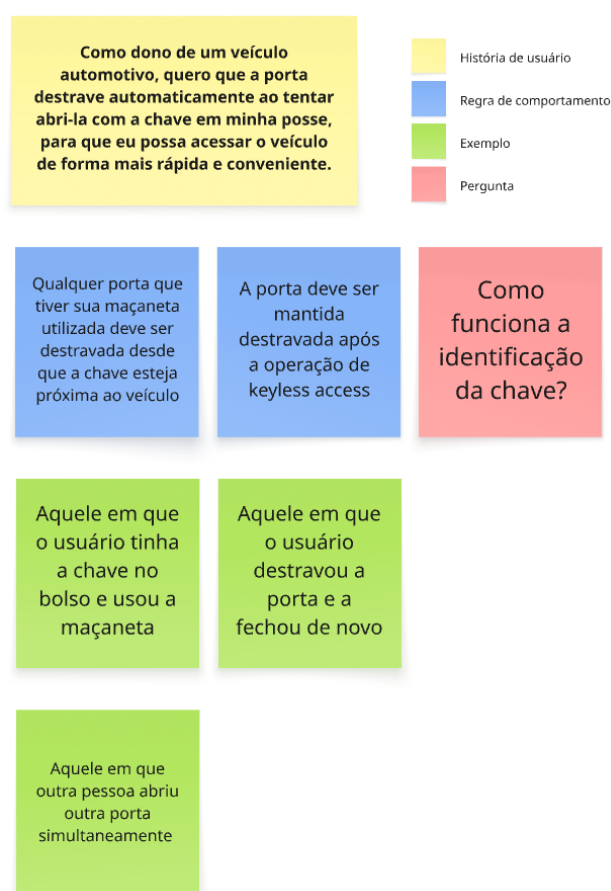 Como dono de um veículo
automotivo, quero que a porta
destrave automaticamente ao tentar
abri-la com a chave em minha posse,
para que eu possa acessar o veículo
de forma mais rápida e conveniente.
História de usuário
Regra de comportamento
Exemplo
Pergunta
Qualquer porta que
tiver sua maçaneta
utilizada deve ser
destravada desde
que a chave esteja
próxima ao veículo
A porta deve ser
mantida
destravada após
a operação de
keyless access
Como
funciona a
identificação
da chave?
Aquele em que
o usuário tinha
a chave no
bolso e usou a
maçaneta
Aquele em que
o usuário
destravou a
porta e a
fechou de novo
Aquele em que
outra pessoa abriu
outra porta
simultaneamente